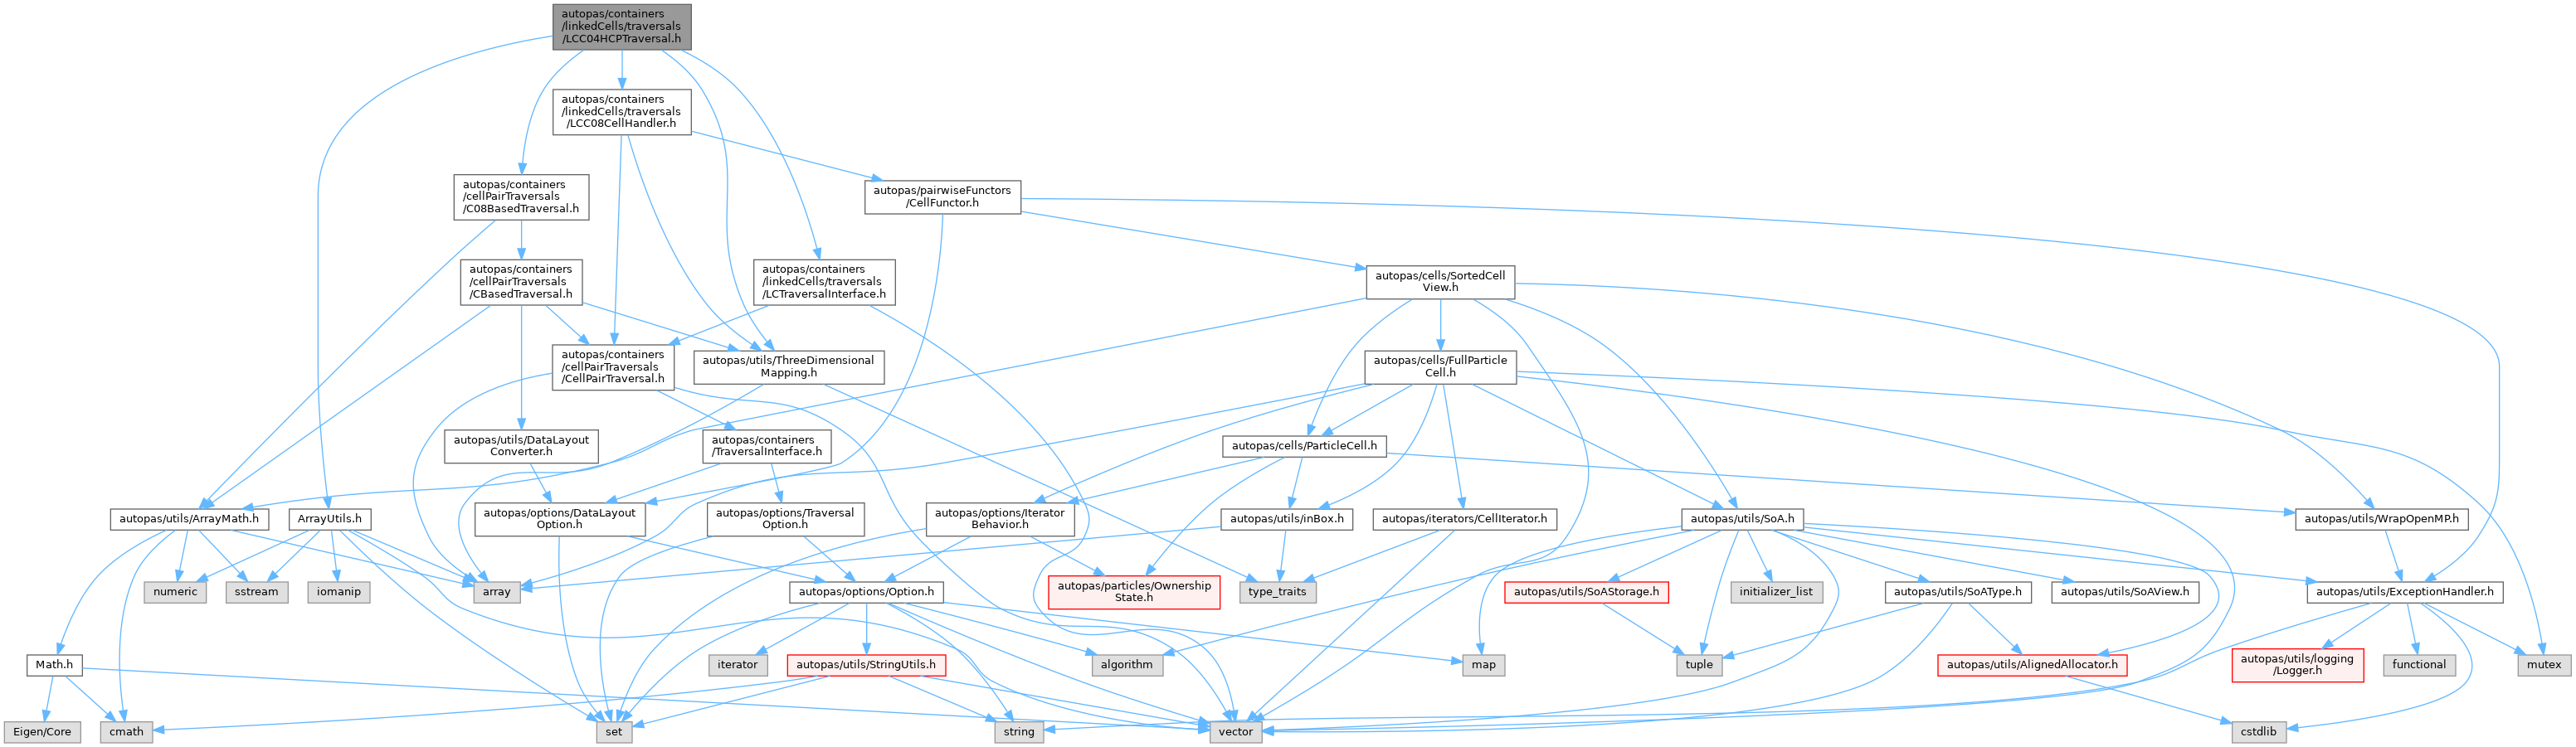 autopas/containers
/linkedCells/traversals
/LCC04HCPTraversal.h
autopas/containers
/linkedCells/traversals
/LCC08CellHandler.h
autopas/containers
/cellPairTraversals
/C08BasedTraversal.h
autopas/pairwiseFunctors
/CellFunctor.h
autopas/containers
/cellPairTraversals
/CBasedTraversal.h
autopas/containers
/linkedCells/traversals
/LCTraversalInterface.h
autopas/cells/SortedCell
View.h
autopas/containers
/cellPairTraversals
/CellPairTraversal.h
autopas/utils/ThreeDimensional
Mapping.h
autopas/cells/FullParticle
Cell.h
autopas/utils/DataLayout
Converter.h
autopas/containers
/TraversalInterface.h
autopas/cells/ParticleCell.h
autopas/utils/ArrayMath.h
ArrayUtils.h
autopas/options/DataLayout
Option.h
autopas/options/Traversal
Option.h
autopas/options/Iterator
Behavior.h
autopas/utils/inBox.h
autopas/iterators/CellIterator.h
autopas/utils/SoA.h
autopas/utils/WrapOpenMP.h
numeric
sstream
iomanip
array
autopas/options/Option.h
autopas/particles/Ownership
State.h
type_traits
autopas/utils/SoAStorage.h
initializer_list
autopas/utils/SoAType.h
autopas/utils/SoAView.h
autopas/utils/ExceptionHandler.h
Math.h
iterator
autopas/utils/StringUtils.h
algorithm
map
tuple
autopas/utils/AlignedAllocator.h
autopas/utils/logging
/Logger.h
functional
mutex
Eigen/Core
cmath
set
string
vector
cstdlib